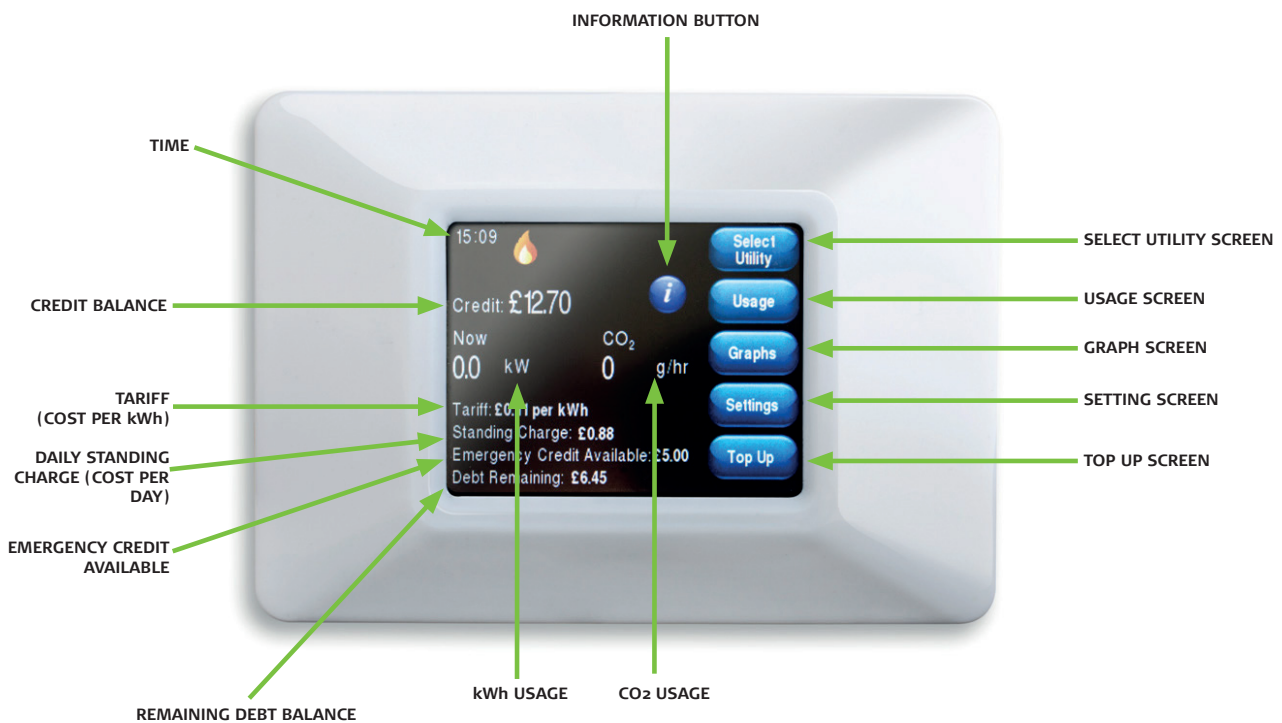 INFORMATION BUTTON
TIME
15:09
Select
Utility
SELECT UTILITY SCREEN
CREDIT BALANCE
Credit: £12.70
i
Usage
USAGE SCREEN
Now
CO₂
Graphs
GRAPH SCREEN
0.0 kW
0 g/hr
TARIFF
(COST PER kWh)
Tariff: per kWh
Settings
SETTING SCREEN
Standing Charge: £0.88
DAILY STANDING
CHARGE (COST PER
DAY)
Emergency Credit Available: £5.00
Top Up
TOP UP SCREEN
Debt Remaining: £6.45
EMERGENCY CREDIT
AVAILABLE
kWh USAGE
CO2 USAGE
REMAINING DEBT BALANCE